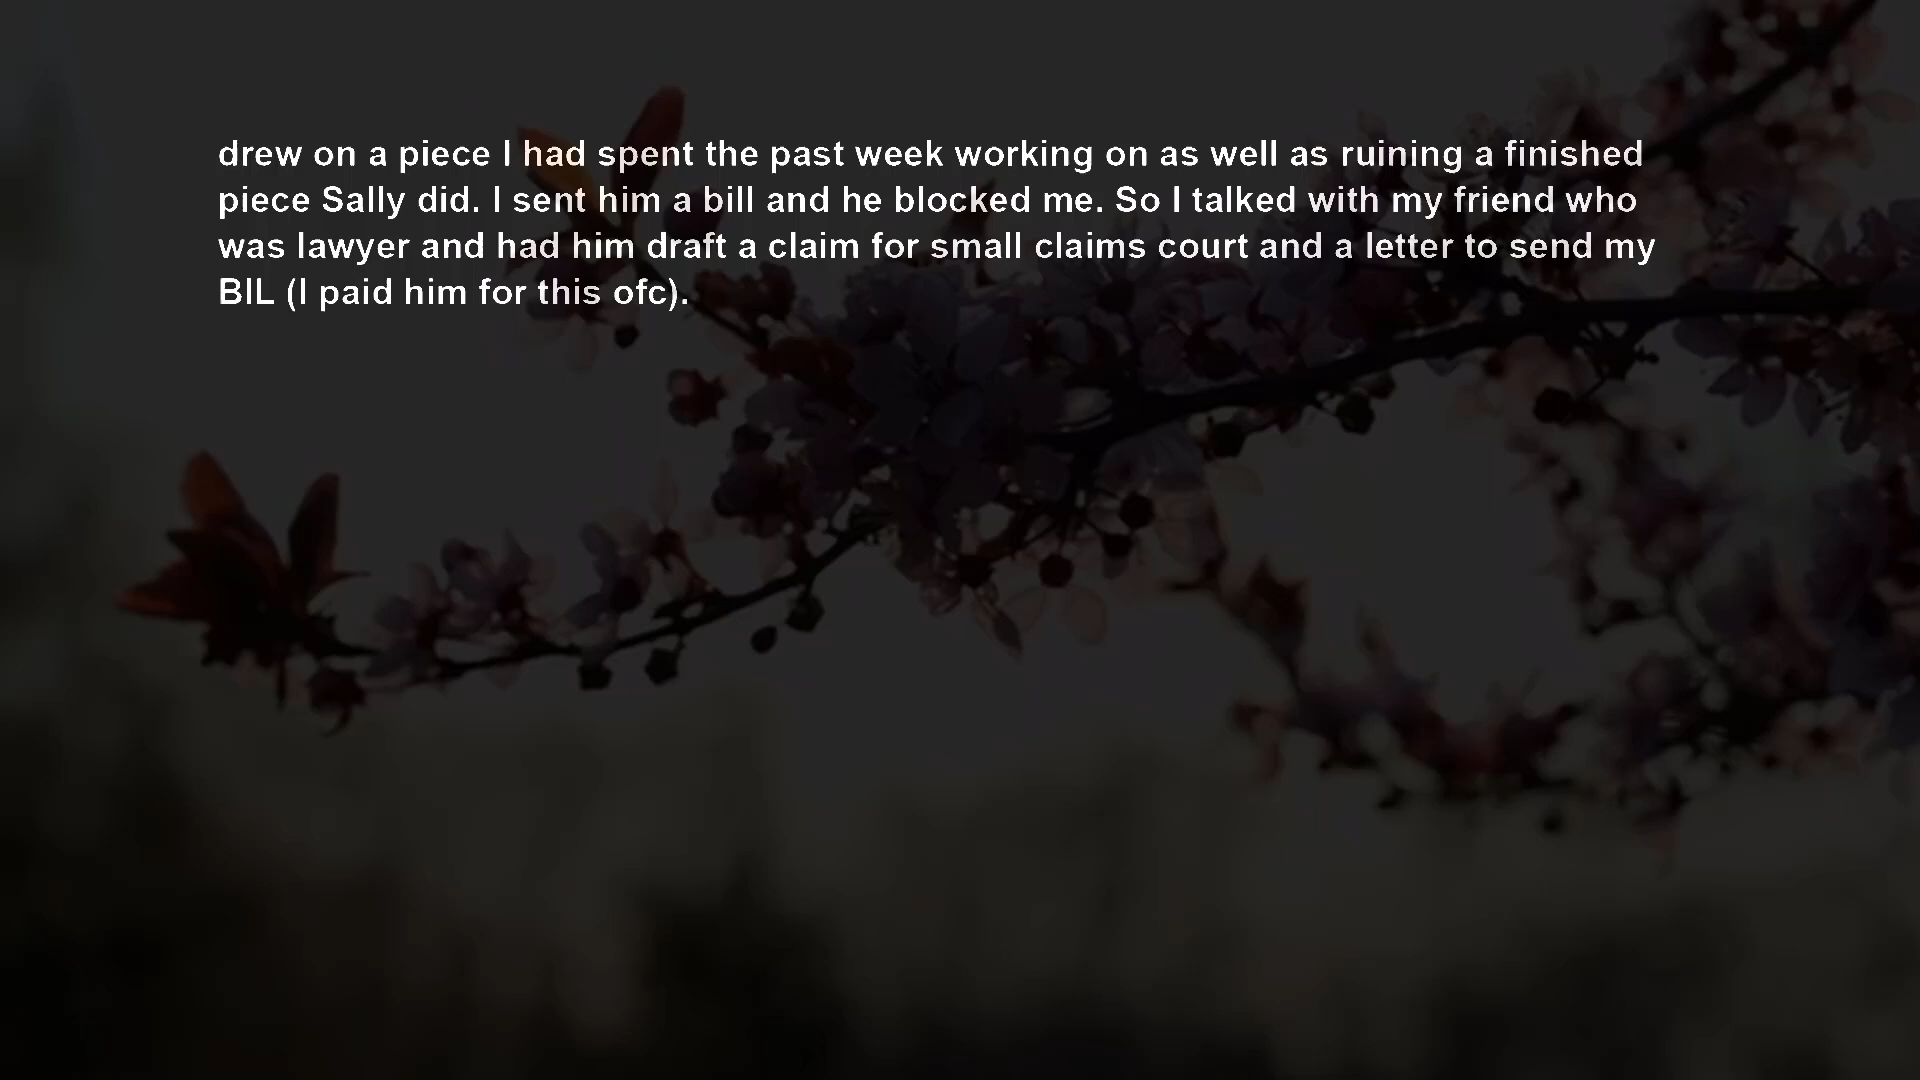 drew on a piece I had spent the past week working on as well as ruining a finished
piece Sally did. I sent him a bill and he blocked me. So I talked with my friend who
was lawyer and had him draft a claim for small claims court and a letter to send my
BIL (I paid him for this ofc).